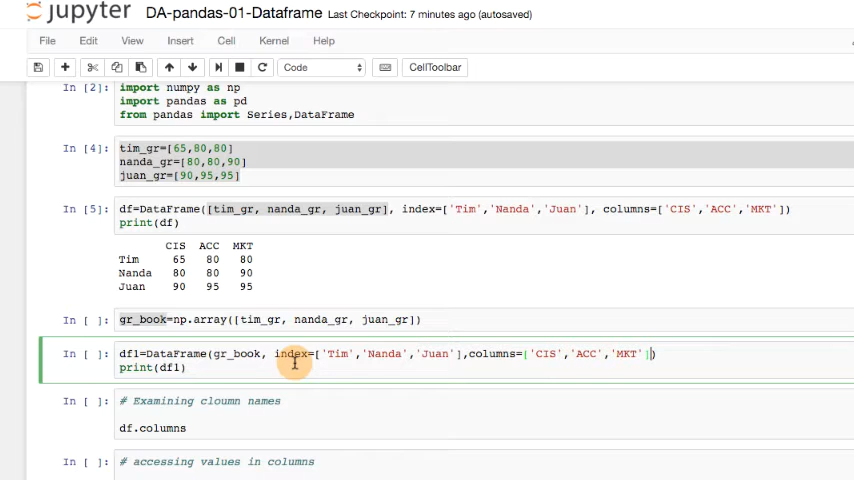 jupyter DA-pandas-01-Dataframe Last Checkpoint: 7 minutes ago (autosaved)
File Edit View Insert Cell Kernel Help
Code CellToolbar
In [2]: import numpy as np
import pandas as pd
from pandas import Series,DataFrame
In [4]: tim_gr=[65,80,80]
nanda_gr=[80,80,90]
juan_gr=[90,95,95]
In [5]: df=DataFrame([tim_gr, nanda_gr, juan_gr], index=['Tim','Nanda','Juan'], columns=['CIS','ACC','MKT'])
print(df)
CIS ACC MKT
Tim 65 80 80
Nanda 80 80 90
Juan 90 95 95
In [ ]: gr_book=np.array([tim_gr, nanda_gr, juan_gr])
In [ ]: df1=DataFrame(gr_book, index=['Tim','Nanda','Juan'],columns=['CIS','ACC','MKT'])
print(df1)
In [ ]: # Examing cloumn names
df.columns
In [ ]: # accessing values in columns